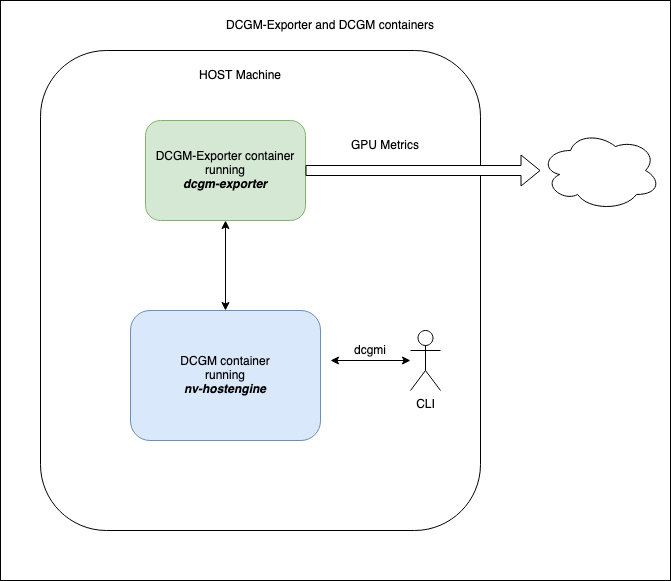 DCGM-Exporter and DCGM containers
HOST Machine
DCGM-Exporter container
running
dcgm-exporter
GPU Metrics
DCGM container
running
nv-hostengine
dcgmi
CLI